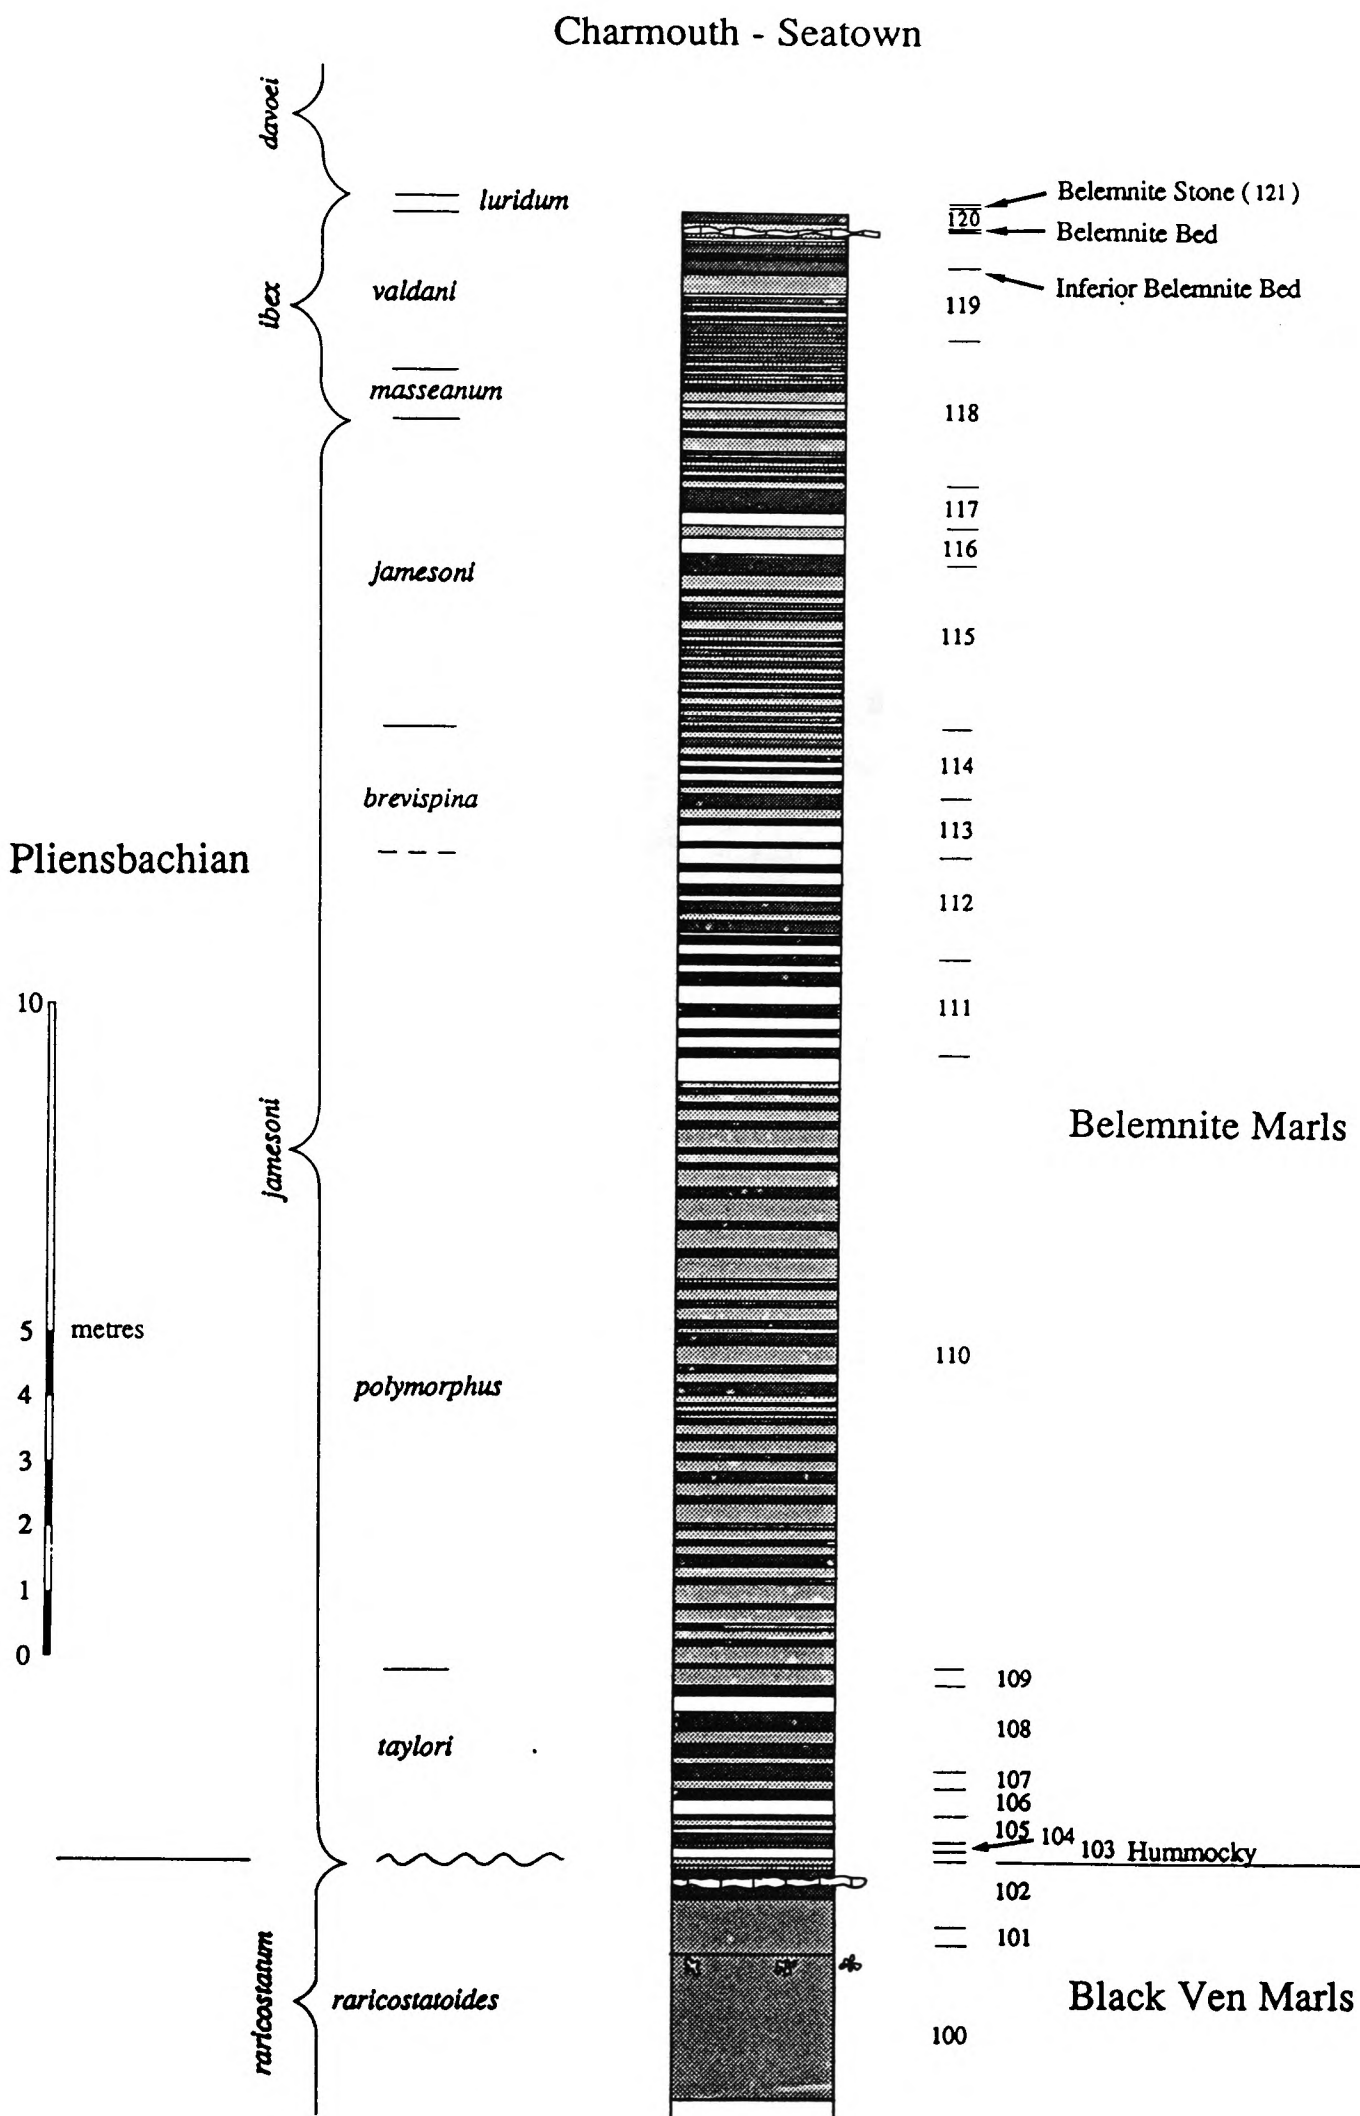 Charmouth - Seatown
davoei
luridum
Belemnite Stone (121)
120
Belemnite Bed
ibex
valdani
Inferior Belemnite Bed
119
masseanum
118
117
116
jamesoni
115
114
brevispina
113
Pliensbachian
112
10
111
jamesoni
Belemnite Marls
5 metres
110
polymorphus
4
3
2
1
0
109
108
taylori
107
106
105
104
103 Hummocky
102
101
raricostatum
raricostatoides
Black Ven Marls
100